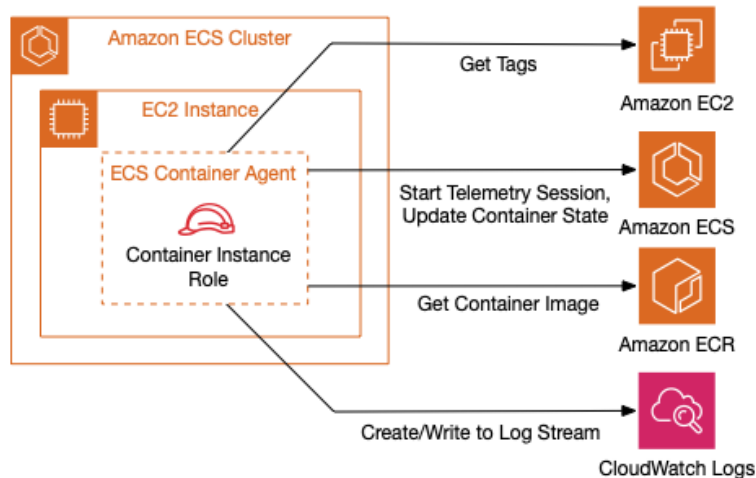 Amazon ECS Cluster
EC2 Instance
ECS Container Agent
Container Instance
Role
Get Tags
Amazon EC2
Start Telemetry Session,
Update Container State
Amazon ECS
Get Container Image
Amazon ECR
Create/Write to Log Stream
CloudWatch Logs